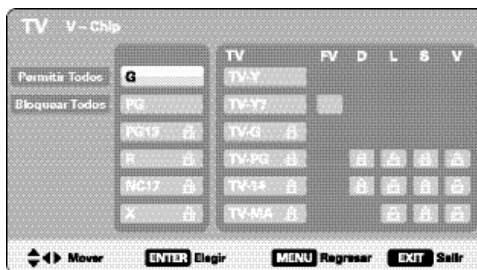 TV V-Chip
TV FV D L S V
Permitir Todos G TV-Y
Bloquear Todos PG TV-Y7
PG13 TV-G
R TV-PG
NC17 TV-14
X TV-MA
Mover ENTER Elegir MENU Regresar EXIT Salir